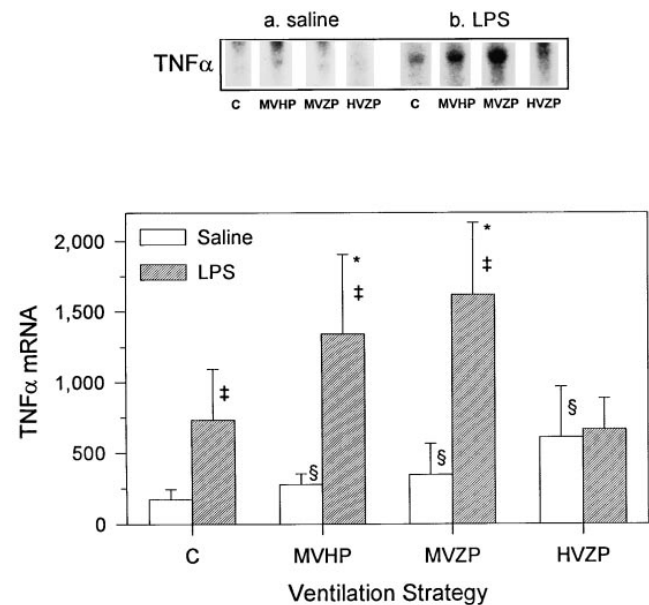 a. saline b. LPS
TNFα
C MVHP MVZP HVZP C MVHP MVZP HVZP
2,000
1,500
1,000
500
0
TNFα mRNA
Saline
LPS
‡
*
‡
§
*
‡
§
§
C MVHP MVZP HVZP
Ventilation Strategy